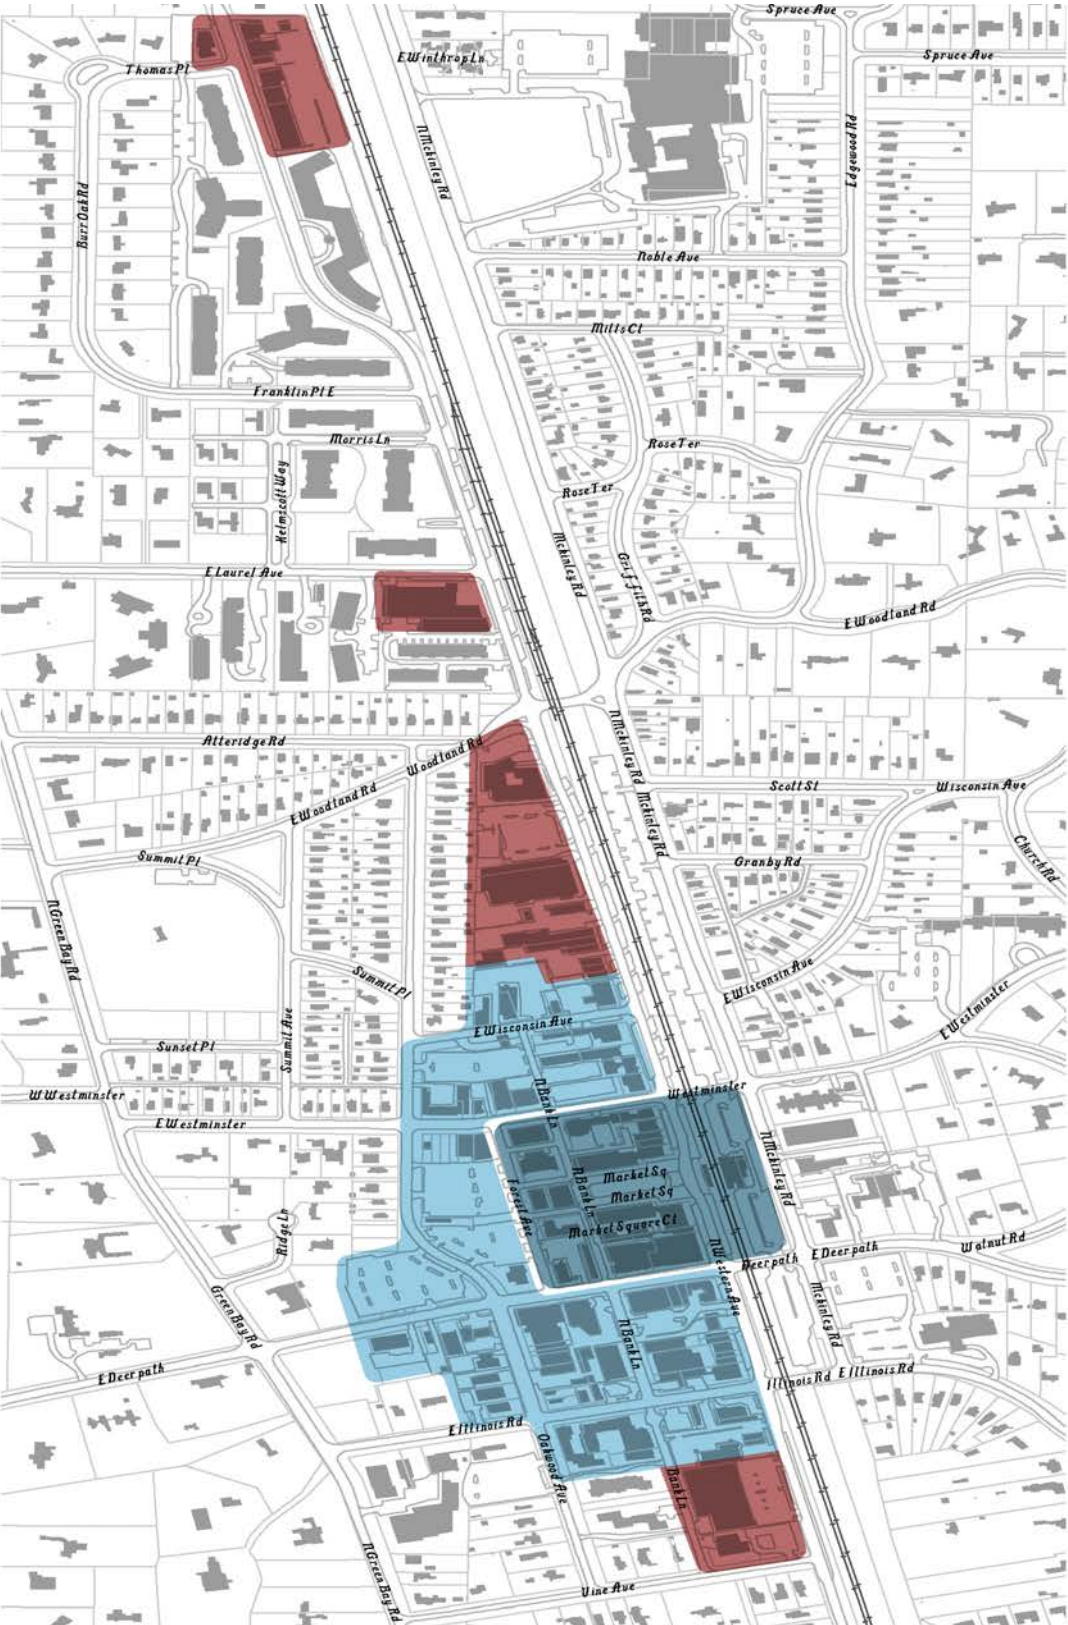 Spruce Ave
E Winthrop Ln
Spruce Ave
Thomas Pl
N Mckinley Rd
Edgewood Rd
Burr Oak Rd
Noble Ave
Mills Ct
Franklin Pl E
Morris Ln
Rose Ter
Kelmscott Way
Rose Ter
Mckinley Rd
Griffith Rd
E Laurel Ave
E Woodland Rd
N Mckinley Rd
Atteridge Rd
Woodland Rd
Scott St
Wisconsin Ave
E Woodland Rd
Mckinley Rd
Summit Pl
Granby Rd
Church Rd
N Green Bay Rd
Summit Pl
E Wisconsin Ave
E Westminster
E Wisconsin Ave
Sunset Pl
Summit Ave
W Westminster
Westminster
N Bank Ln
E Westminster
N Mckinley Rd
Market Sq
N Bank Ln
Market Sq
Forest Ave
Market Square Ct
Ridge Ln
N Western Ave
Deerpath
E Deerpath
Walnut Rd
Green Bay Rd
Mckinley Rd
N Bank Ln
E Deerpath
Illinois Rd
E Illinois Rd
E Illinois Rd
Oakwood Ave
Bank Ln
N Green Bay Rd
Vine Ave